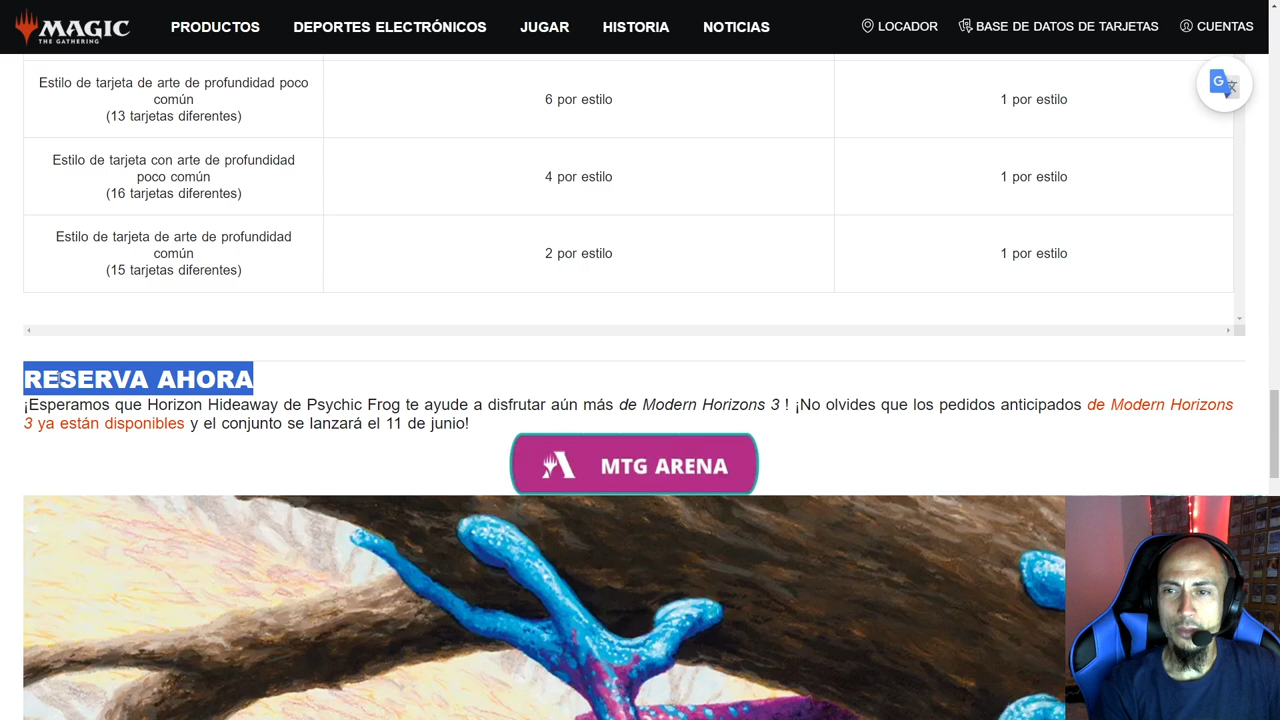 MAGIC
THE GATHERING
PRODUCTOS
DEPORTES ELECTRÓNICOS
JUGAR
HISTORIA
NOTICIAS
LOCADOR
BASE DE DATOS DE TARJETAS
CUENTAS
Estilo de tarjeta de arte de profundidad poco
común
(13 tarjetas diferentes)
6 por estilo
1 por estilo
Estilo de tarjeta con arte de profundidad
poco común
(16 tarjetas diferentes)
4 por estilo
1 por estilo
Estilo de tarjeta de arte de profundidad
común
(15 tarjetas diferentes)
2 por estilo
1 por estilo
RESERVA AHORA
¡Esperamos que Horizon Hideaway de Psychic Frog te ayude a disfrutar aún más de Modern Horizons 3 ! ¡No olvides que los pedidos anticipados de Modern Horizons
3 ya están disponibles y el conjunto se lanzará el 11 de junio!
MTG ARENA